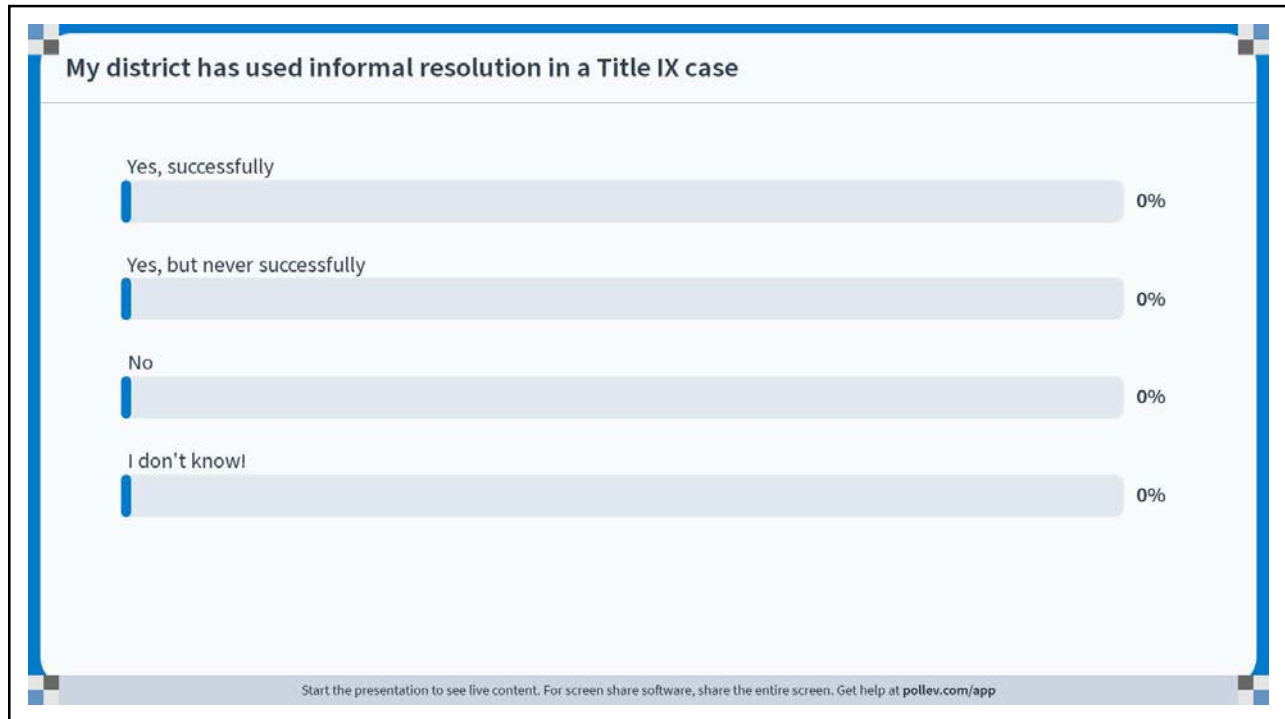 My district has used informal resolution in a Title IX case
Yes, successfully
0%
Yes, but never successfully
0%
No
0%
I don't know!
0%
Start the presentation to see live content. For screen share software, share the entire screen. Get help at pollev.com/app